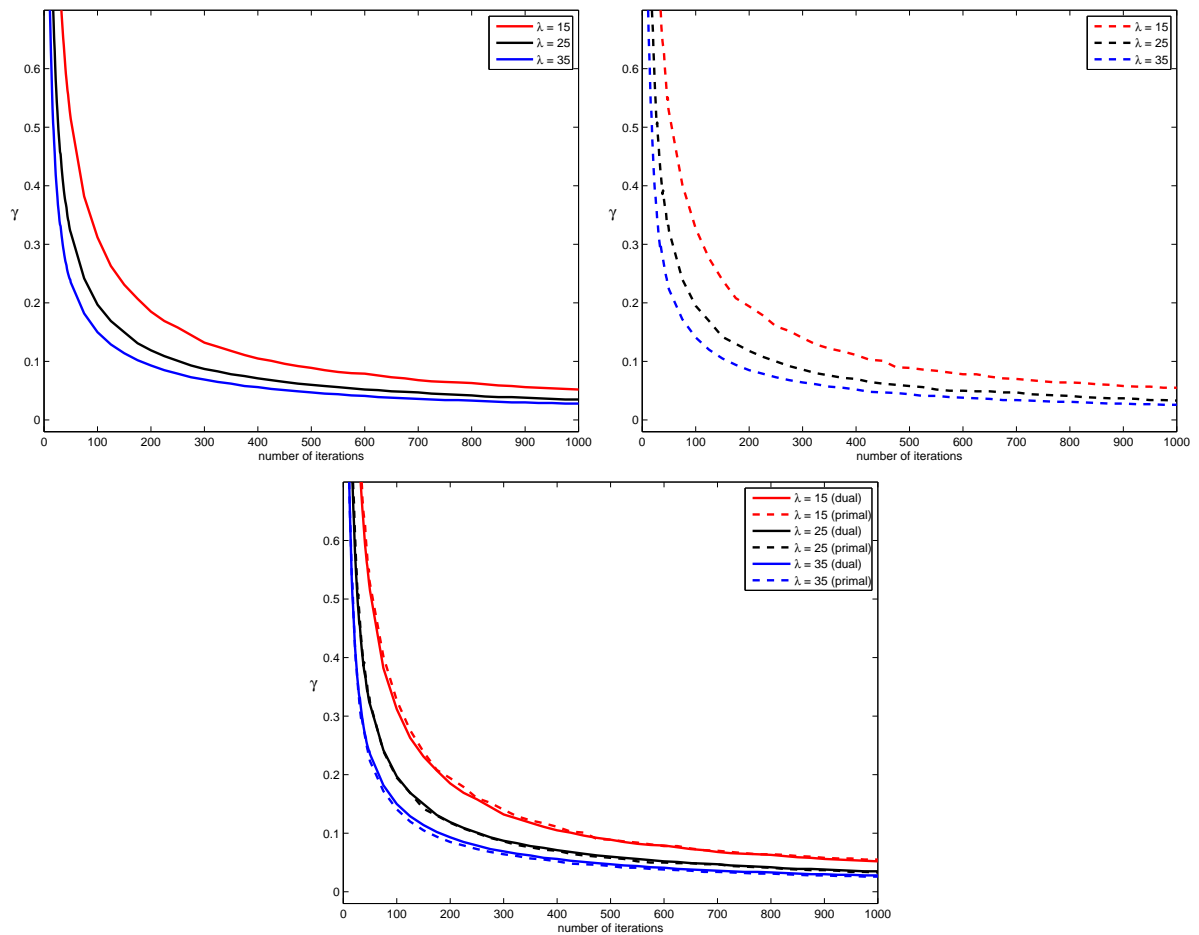 λ = 15
λ = 25
λ = 35
0.6
0.5
0.4
0.3
0.2
0.1
0
γ
0 100 200 300 400 500 600 700 800 900 1000
number of iterations
λ = 15
λ = 25
λ = 35
0.6
0.5
0.4
0.3
0.2
0.1
0
γ
0 100 200 300 400 500 600 700 800 900 1000
number of iterations
λ = 15 (dual)
λ = 15 (primal)
λ = 25 (dual)
λ = 25 (primal)
λ = 35 (dual)
λ = 35 (primal)
0.6
0.5
0.4
0.3
0.2
0.1
0
γ
0 100 200 300 400 500 600 700 800 900 1000
number of iterations